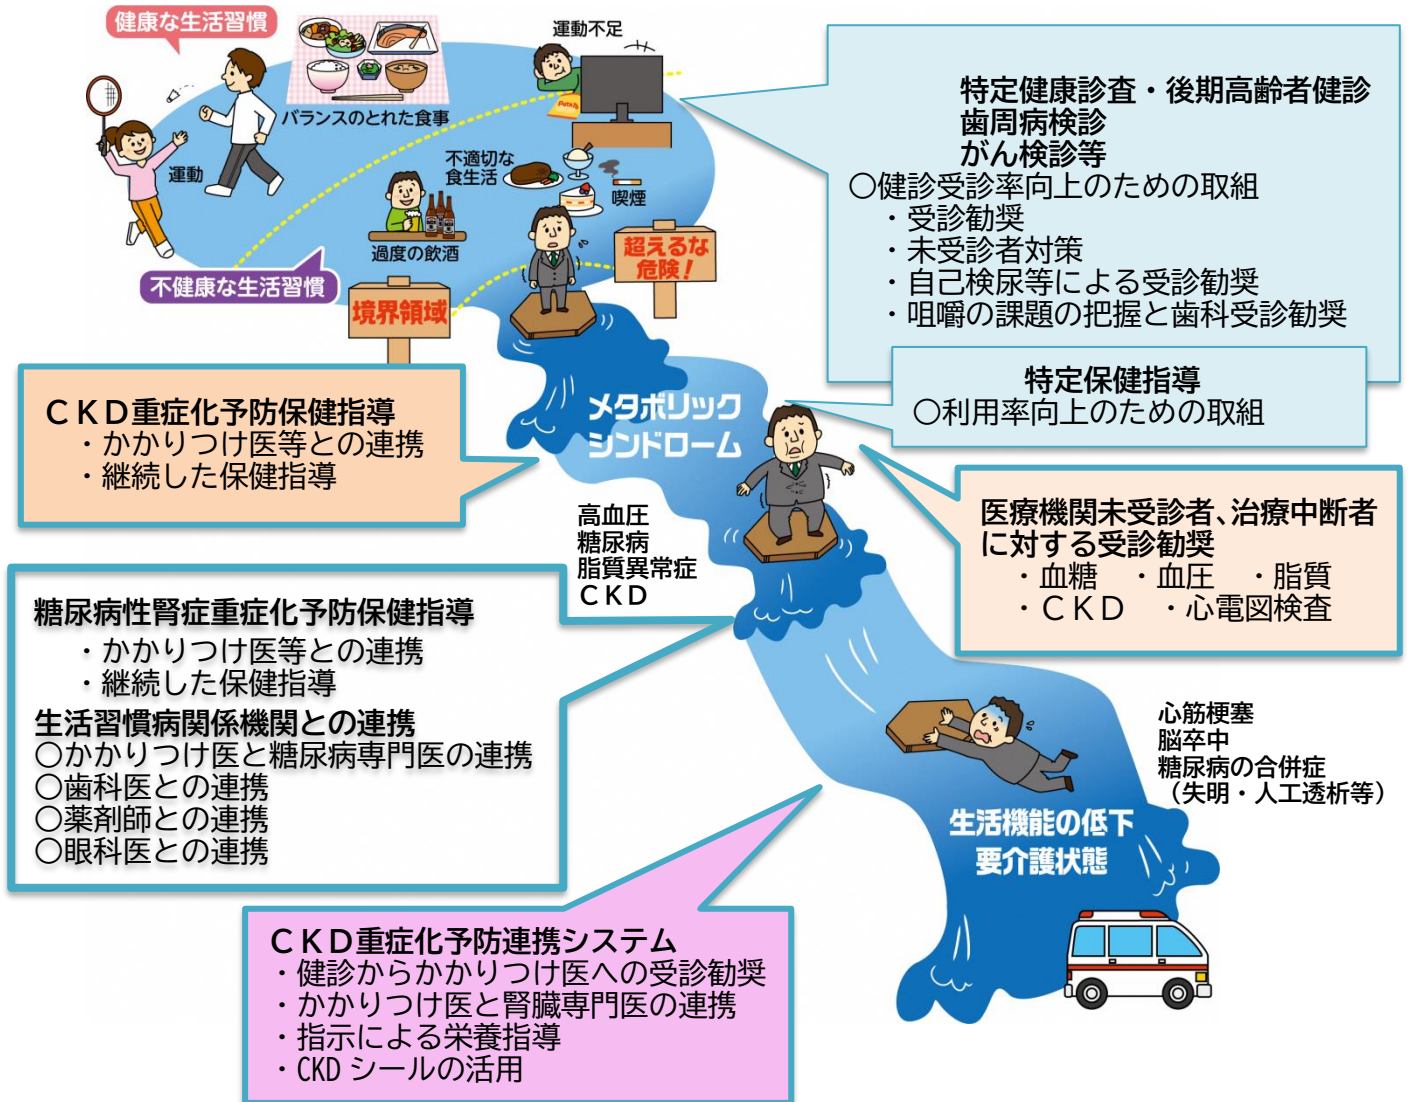 健康な生活習慣
運動不足
バランスのとれた食事
運動
不適切な
食生活
喫煙
過度の飲酒
不健康な生活習慣
境界領域
超えるな
危険!
特定健康診査・後期高齢者健診
歯周病検診
がん検診等
○健診受診率向上のための取組
・受診勧奨
・未受診者対策
・自己検尿等による受診勧奨
・咀嚼の課題の把握と歯科受診勧奨
特定保健指導
○利用率向上のための取組
CKD重症化予防保健指導
・かかりつけ医等との連携
・継続した保健指導
メタボリック
シンドローム
高血圧
糖尿病
脂質異常症
CKD
医療機関未受診者、治療中断者
に対する受診勧奨
・血糖 ・血圧 ・脂質
・CKD ・心電図検査
糖尿病性腎症重症化予防保健指導
・かかりつけ医等との連携
・継続した保健指導
生活習慣病関係機関との連携
○かかりつけ医と糖尿病専門医の連携
○歯科医との連携
○薬剤師との連携
○眼科医との連携
心筋梗塞
脳卒中
糖尿病の合併症
(失明・人工透析等)
生活機能の低下
要介護状態
CKD重症化予防連携システム
・健診からかかりつけ医への受診勧奨
・かかりつけ医と腎臓専門医の連携
・指示による栄養指導
・CKDシールの活用